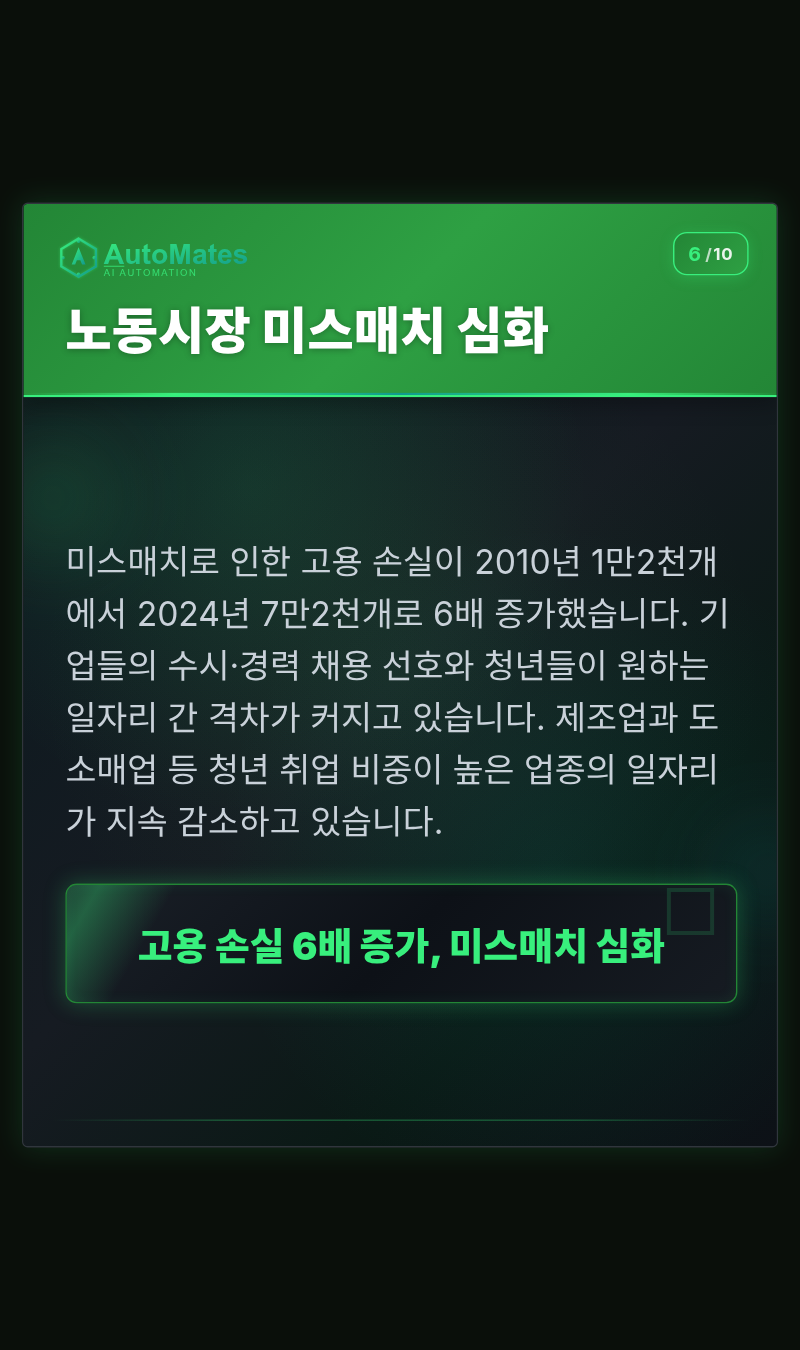 AutoMates
AI AUTOMATION
6 /10
노동시장 미스매치 심화
미스매치로 인한 고용 손실이 2010년 1만2천개
에서 2024년 7만2천개로 6배 증가했습니다. 기
업들의 수시·경력 채용 선호와 청년들이 원하는
일자리 간 격차가 커지고 있습니다. 제조업과 도
소매업 등 청년 취업 비중이 높은 업종의 일자리
가 지속 감소하고 있습니다.
고용 손실 6배 증가, 미스매치 심화